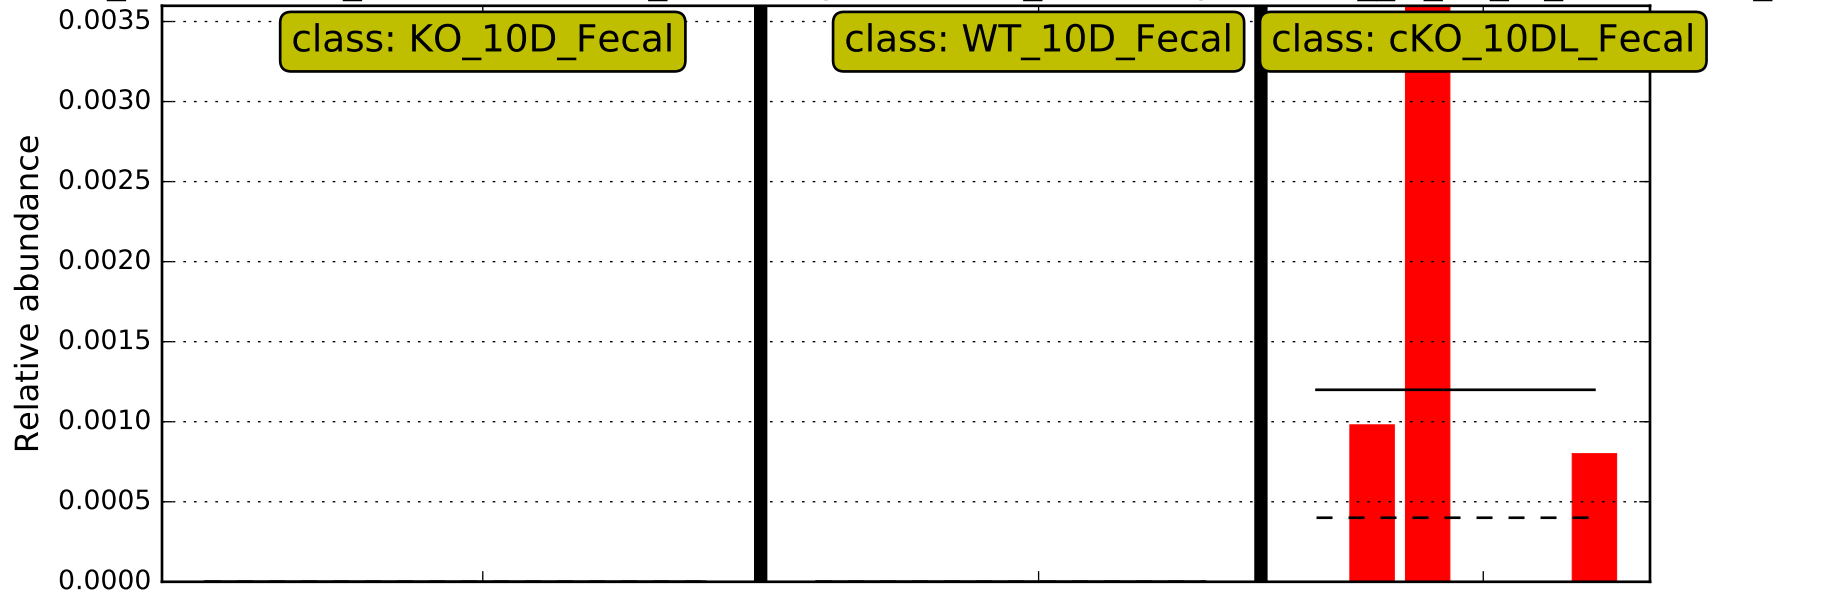 0.0035
class: KO_10D_Fecal
class: WT_10D_Fecal
class: cKO_10DL_Fecal
0.0030
0.0025
0.0020
0.0015
0.0010
0.0005
0.0000
Relative abundance